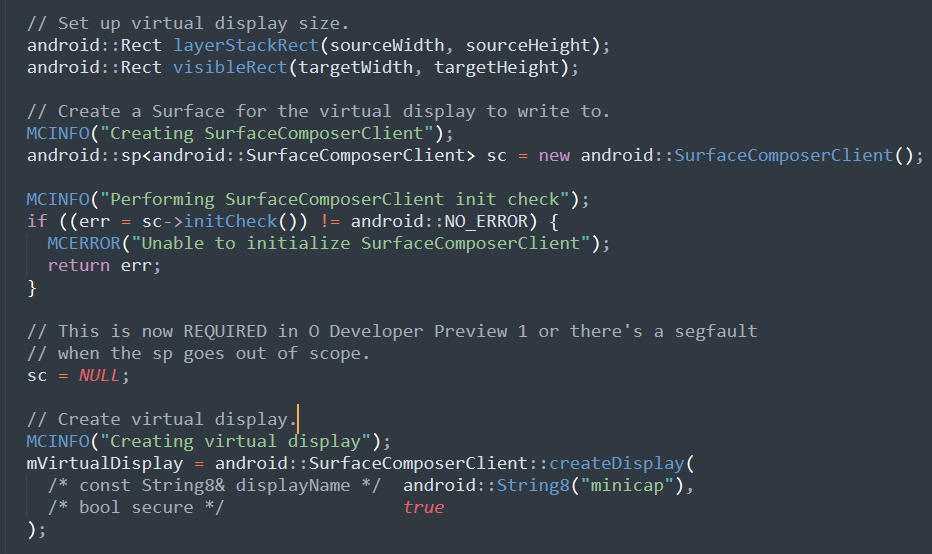 // Set up virtual display size.
android::Rect layerStackRect(sourceWidth, sourceHeight);
android::Rect visibleRect(targetWidth, targetHeight);
// Create a Surface for the virtual display to write to.
MCINFO("Creating SurfaceComposerClient");
android::sp<android::SurfaceComposerClient> sc = new android::SurfaceComposerClient();
MCINFO("Performing SurfaceComposerClient init check");
if ((err = sc->initCheck()) != android::NO_ERROR) {
  MCERROR("Unable to initialize SurfaceComposerClient");
  return err;
}
// This is now REQUIRED in O Developer Preview 1 or there's a segfault
// when the sp goes out of scope.
sc = NULL;
// Create virtual display.
MCINFO("Creating virtual display");
mVirtualDisplay = android::SurfaceComposerClient::createDisplay(
  /* const String8& displayName */  android::String8("minicap"),
  /* bool secure */                 true
);